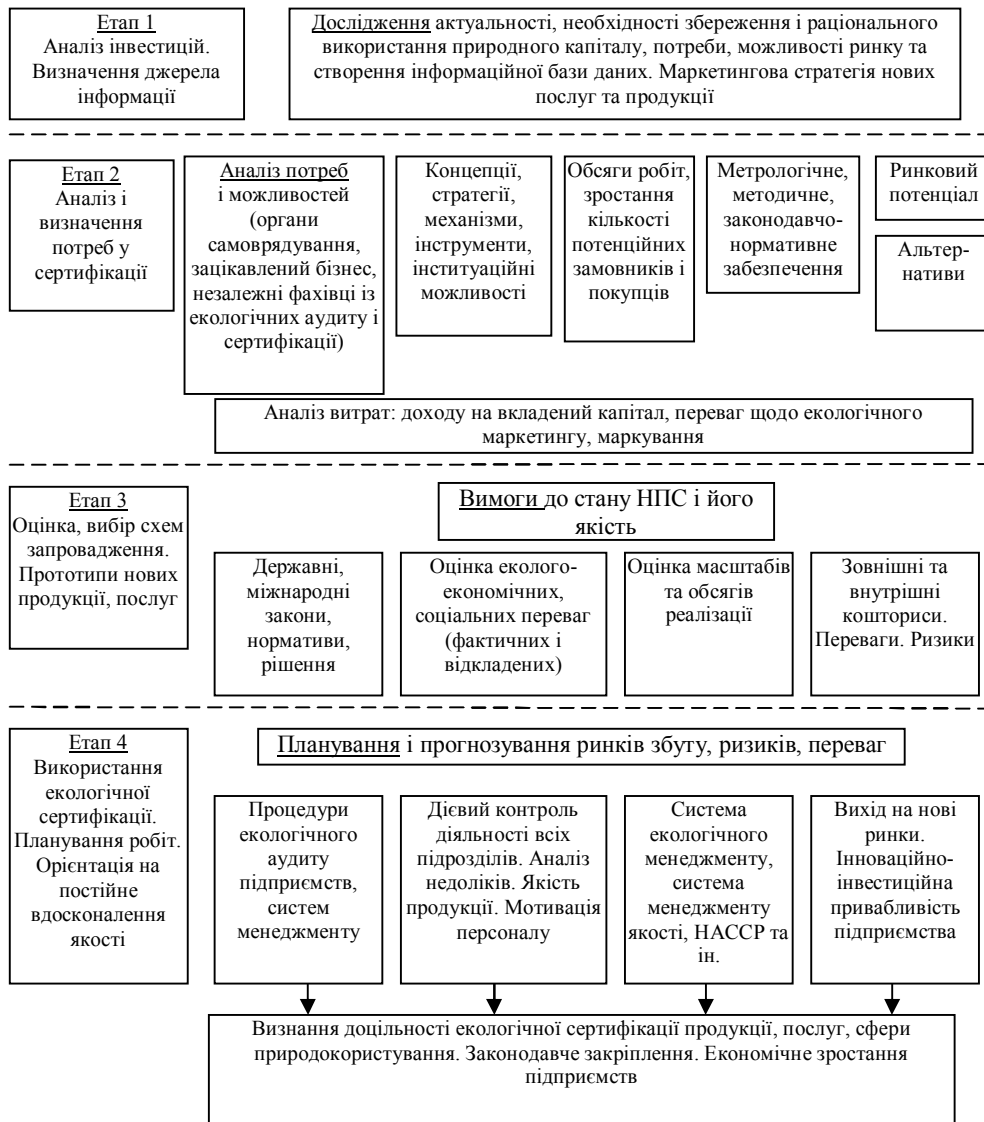 Етап 1
Аналіз інвестицій.
Визначення джерела
інформації
Дослідження актуальності, необхідності збереження і раціонального
використання природного капіталу, потреби, можливості ринку та
створення інформаційної бази даних. Маркетингова стратегія нових
послуг та продукції
Етап 2
Аналіз і
визначення
потреб у
сертифікації
Аналіз потреб
і можливостей
(органи
самоврядування,
зацікавлений бізнес,
незалежні фахівці із
екологічних аудиту і
сертифікації)
Концепції,
стратегії,
механізми,
інструменти,
інституаційні
можливості
Обсяги робіт,
зростання
кількості
потенційних
замовників і
покупців
Метрологічне,
методичне,
законодавчо-
нормативне
забезпечення
Ринковий
потенціал
Альтер-
нативи
Аналіз витрат: доходу на вкладений капітал, переваг щодо екологічного
маркетингу, маркування
Етап 3
Оцінка, вибір схем
запровадження.
Прототипи нових
продукції, послуг
Вимоги до стану НПС і його
якість
Державні,
міжнародні
закони,
нормативи,
рішення
Оцінка еколого-
економічних,
соціальних переваг
(фактичних і
відкладених)
Оцінка масштабів
та обсягів
реалізації
Зовнішні та
внутрішні
кошториси.
Переваги. Ризики
Етап 4
Використання
екологічної
сертифікації.
Планування робіт.
Орієнтація на
постійне
вдосконалення
якості
Планування і прогнозування ринків збуту, ризиків, переваг
Процедури
екологічного
аудиту
підприємств,
систем
менеджменту
Дієвий контроль
діяльності всіх
підрозділів. Аналіз
недоліків. Якість
продукції. Мотивація
персоналу
Система
екологічного
менеджменту,
система
менеджменту
якості, НАССР та
ін.
Вихід на нові
ринки.
Інноваційно-
інвестиційна
привабливість
підприємства
Визнання доцільності екологічної сертифікації продукції, послуг, сфери
природокористування. Законодавче закріплення. Економічне зростання
підприємств